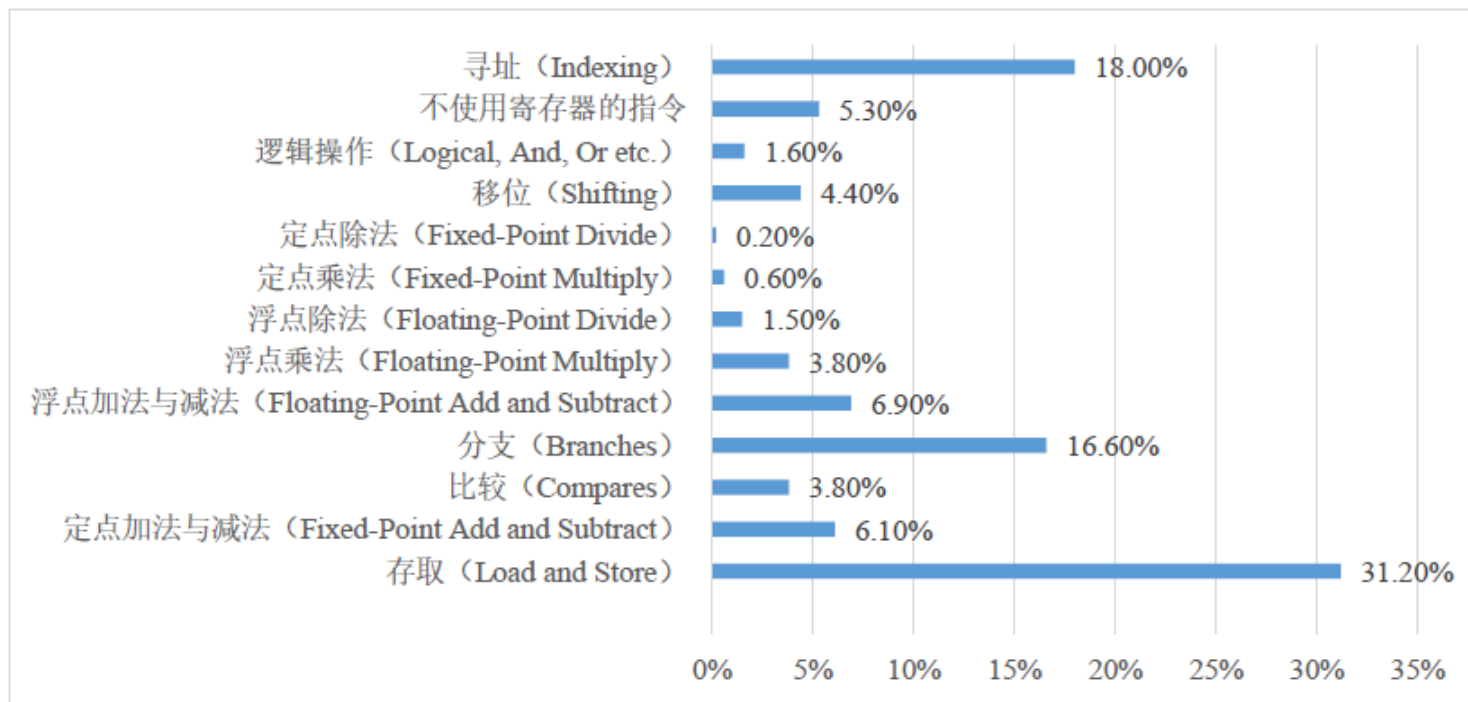 寻址（Indexing） 18.00%
不使用寄存器的指令 5.30%
逻辑操作（Logical, And, Or etc.） 1.60%
移位（Shifting） 4.40%
定点除法（Fixed-Point Divide） 0.20%
定点乘法（Fixed-Point Multiply） 0.60%
浮点除法（Floating-Point Divide） 1.50%
浮点乘法（Floating-Point Multiply） 3.80%
浮点加法与减法（Floating-Point Add and Subtract） 6.90%
分支（Branches） 16.60%
比较（Compares） 3.80%
定点加法与减法（Fixed-Point Add and Subtract） 6.10%
存取（Load and Store） 31.20%
0% 5% 10% 15% 20% 25% 30% 35%